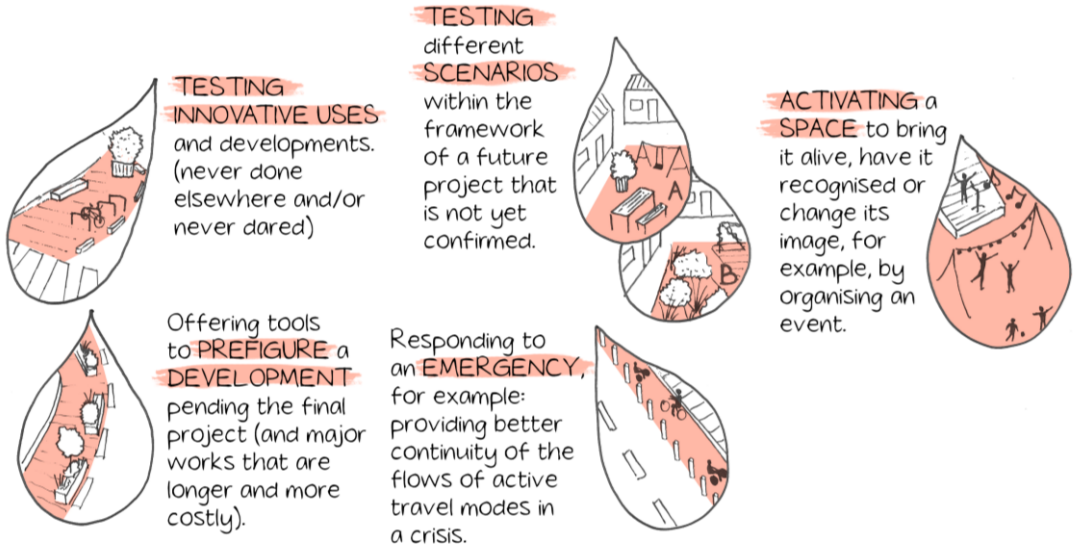 TESTING
INNOVATIVE USES
and developments.
(never done
elsewhere and/or
never dared)
TESTING
different
SCENARIOS
within the
framework
of a future
project that
is not yet
confirmed.
A
B
ACTIVATING a
SPACE to bring
it alive, have it
recognised or
change its
image, for
example, by
organising an
event.
Offering tools
to PREFIGURE a
DEVELOPMENT
pending the final
project (and major
works that are
longer and more
costly).
Responding to
an EMERGENCY,
for example:
providing better
continuity of the
flows of active
travel modes in
a crisis.